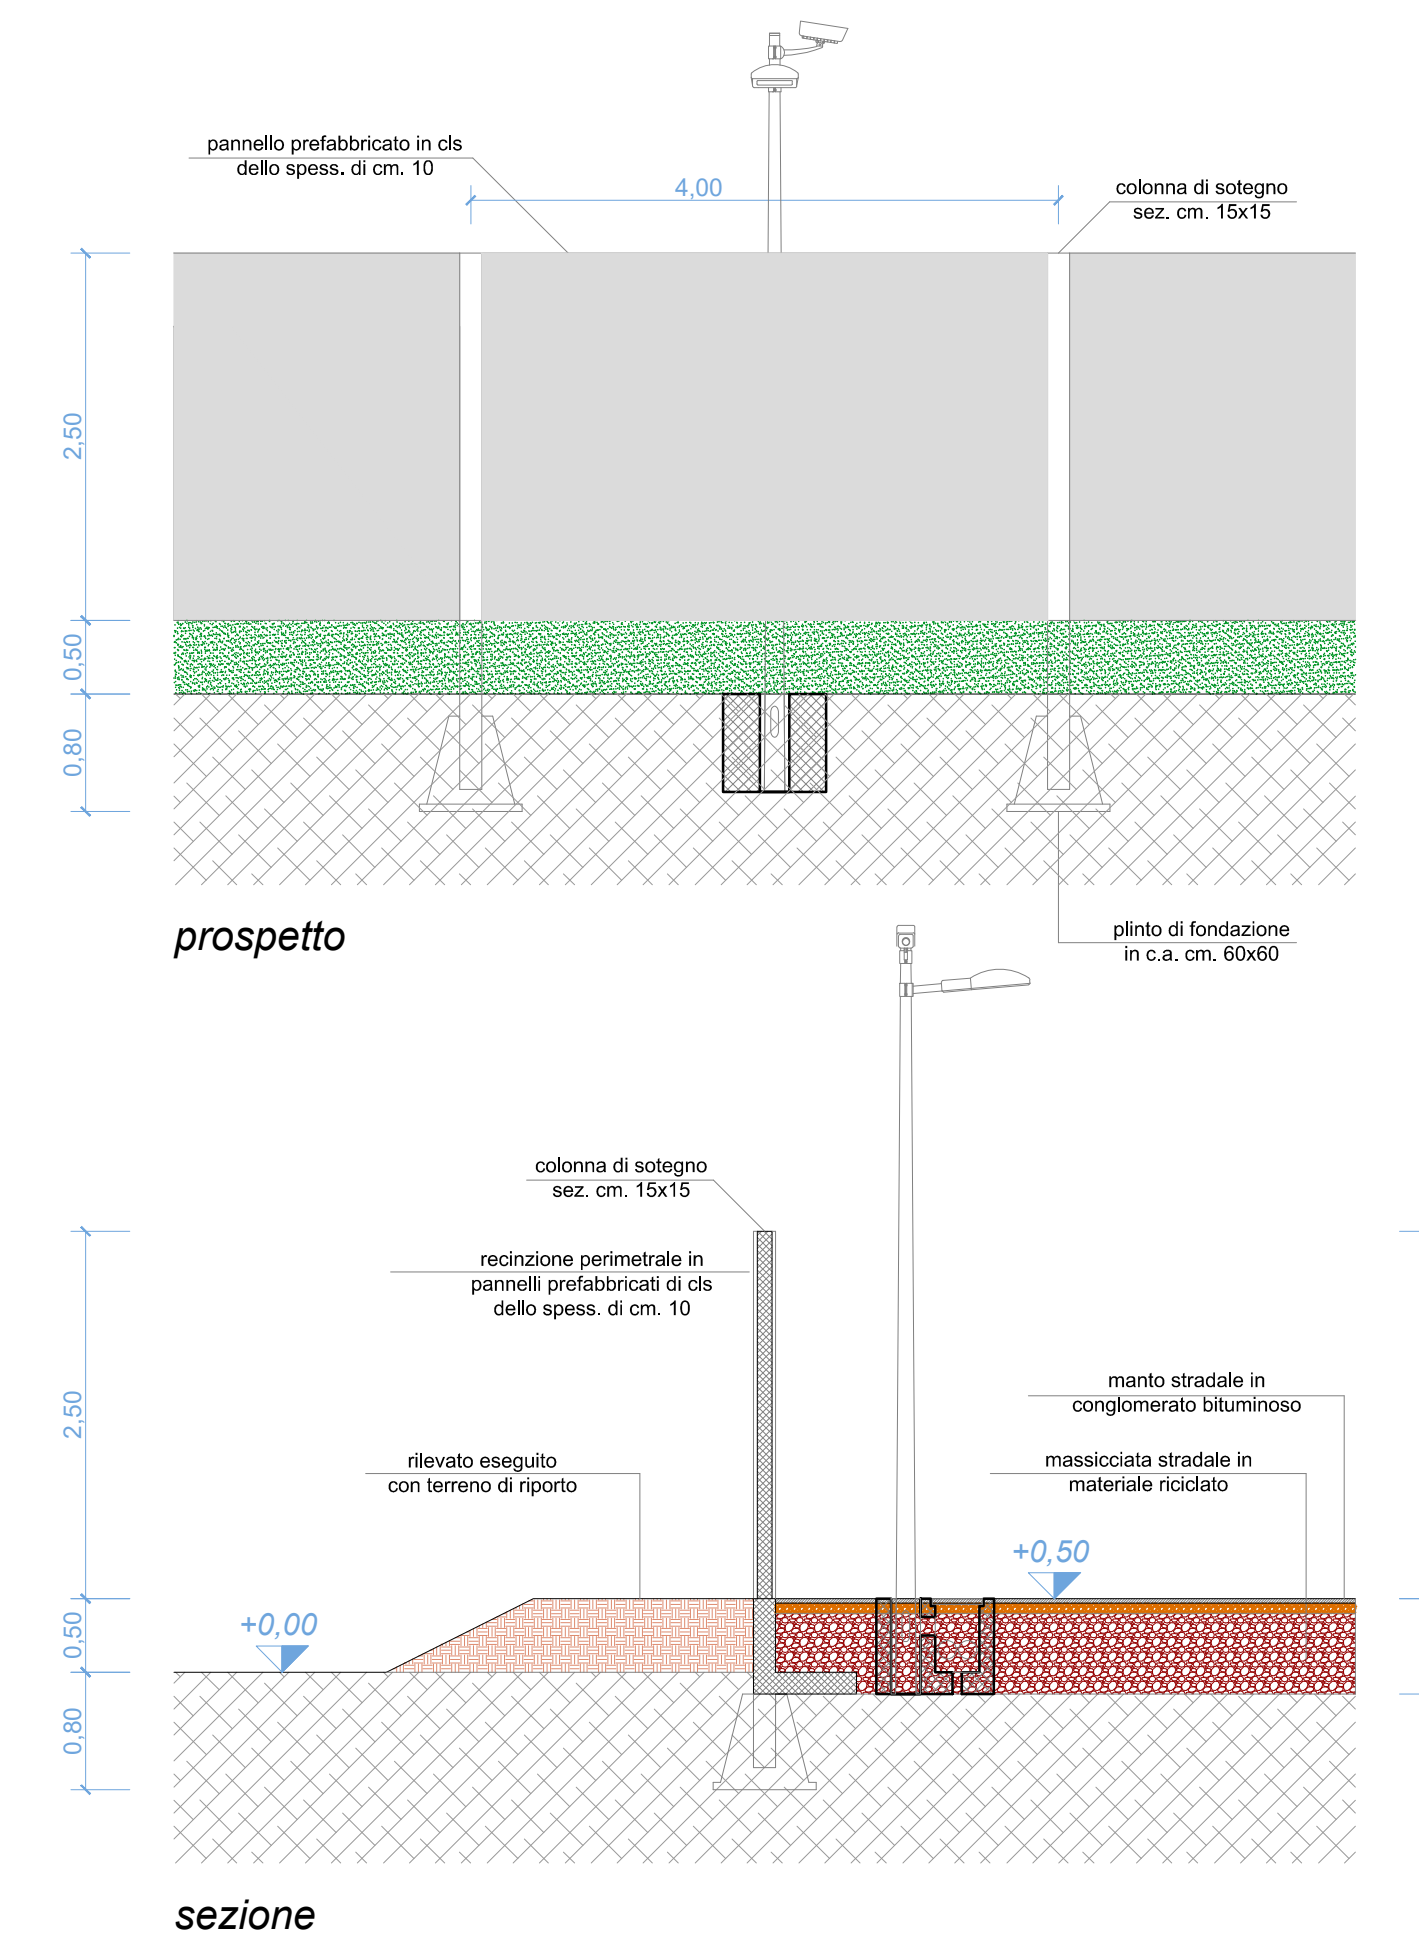 pannello prefabbricato in cls
dello spess. di cm. 10
4,00
colonna di sotegno
sez. cm. 15x15
2,50
0,50
0,80
prospetto
plinto di fondazione
in c.a. cm. 60x60
colonna di sotegno
sez. cm. 15x15
recinzione perimetrale in
pannelli prefabbricati di cls
dello spess. di cm. 10
manto stradale in
conglomerato bituminoso
2,50
rilevato eseguito
con terreno di riporto
massicciata stradale in
materiale riciclato
+0,50
+0,00
0,50
0,80
sezione